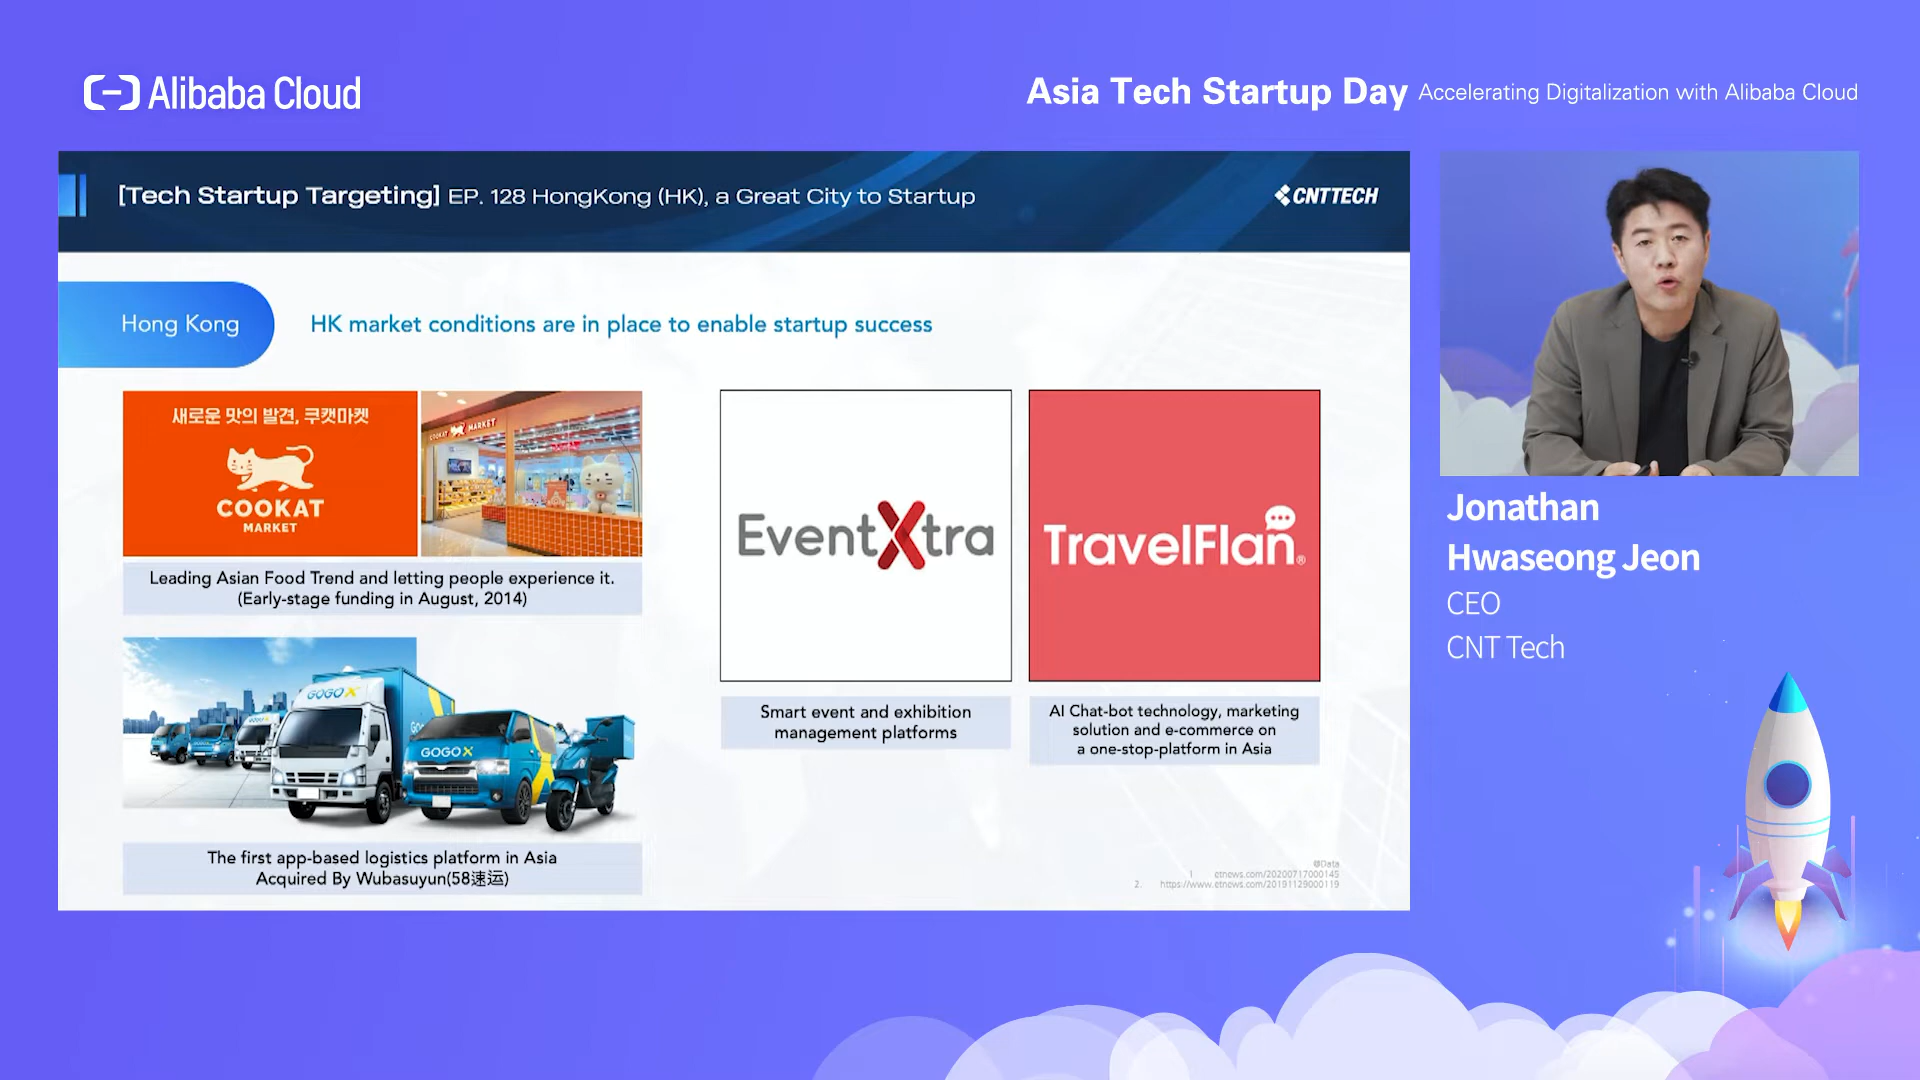 Alibaba Cloud
Asia Tech Startup Day Accelerating Digitalization with Alibaba Cloud
[Tech Startup Targeting] EP. 128 HongKong (HK), a Great City to Startup
CNTTECH
Hong Kong
HK market conditions are in place to enable startup success
새로운 맛의 발견, 쿠캣마켓
COOKAT
MARKET
COOKAT MARKET
Leading Asian Food Trend and letting people experience it.
(Early-stage funding in August, 2014)
GOGOX
GOGOX
The first app-based logistics platform in Asia
Acquired By Wubasuyun(58速运)
EventXtra
Smart event and exhibition
management platforms
TravelFlan®
AI Chat-bot technology, marketing
solution and e-commerce on
a one-stop-platform in Asia
@Data
1 etnews.com/20200717000145
2. https://www.etnews.com/20191129000119
Jonathan
Hwaseong Jeon
CEO
CNT Tech